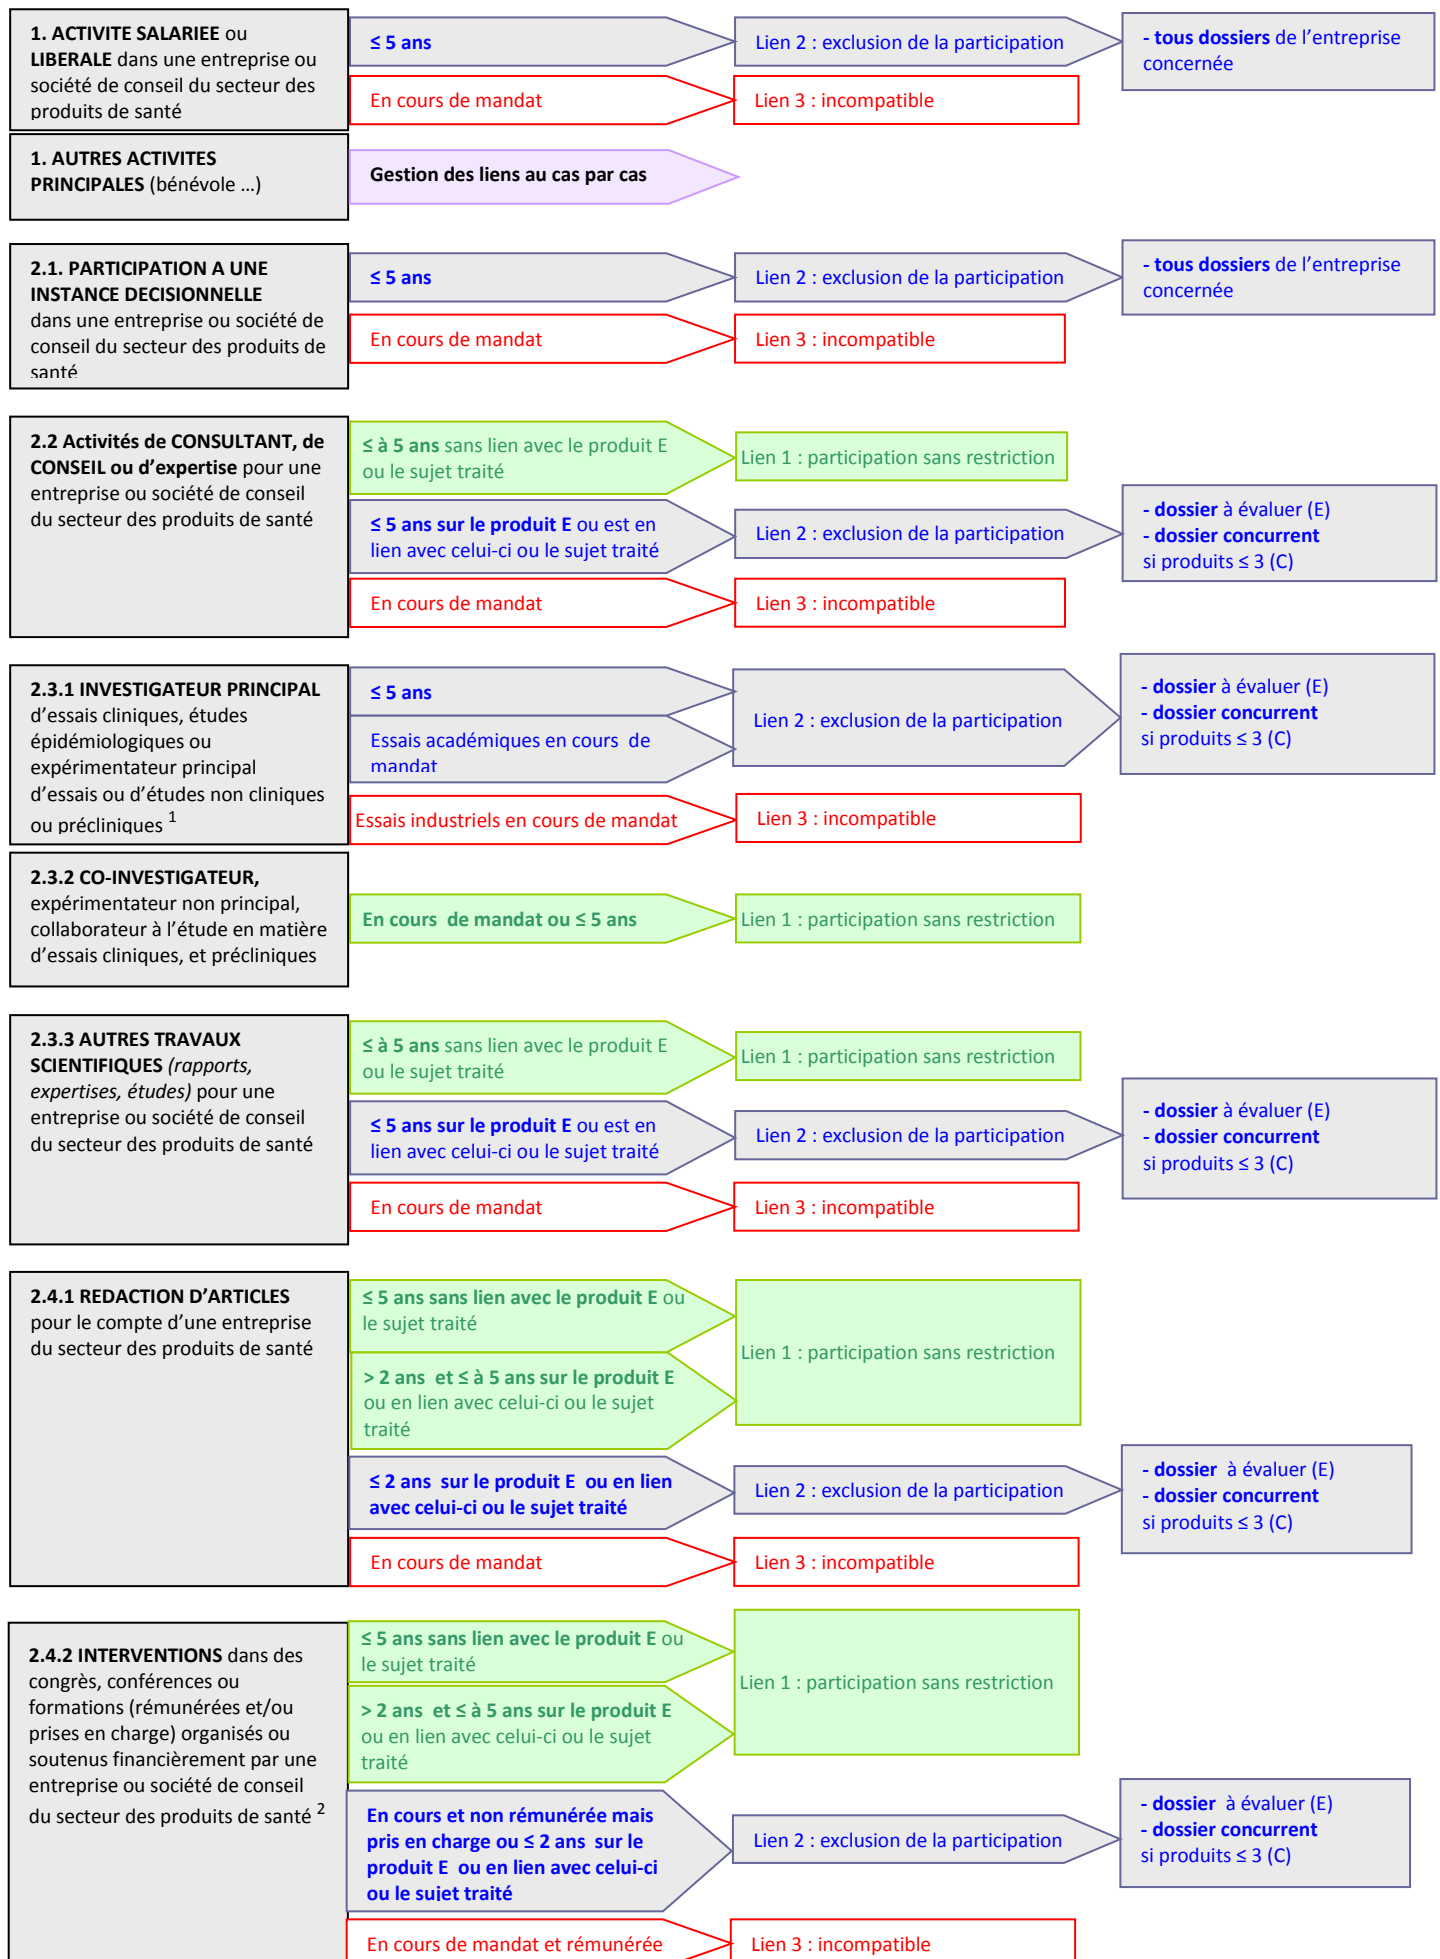 1. ACTIVITE SALARIEE ou
LIBERALE dans une entreprise ou
société de conseil du secteur des
produits de santé
≤ 5 ans
Lien 2 : exclusion de la participation
- tous dossiers de l'entreprise
concernée
En cours de mandat
Lien 3 : incompatible
1. AUTRES ACTIVITES
PRINCIPALES (bénévole ...)
Gestion des liens au cas par cas
2.1. PARTICIPATION A UNE
INSTANCE DECISIONNELLE
dans une entreprise ou société de
conseil du secteur des produits de
santé
≤ 5 ans
Lien 2 : exclusion de la participation
- tous dossiers de l'entreprise
concernée
En cours de mandat
Lien 3 : incompatible
2.2 Activités de CONSULTANT, de
CONSEIL ou d'expertise pour une
entreprise ou société de conseil
du secteur des produits de santé
≤ à 5 ans sans lien avec le produit E
ou le sujet traité
Lien 1 : participation sans restriction
≤ 5 ans sur le produit E ou est en
lien avec celui-ci ou le sujet traité
Lien 2 : exclusion de la participation
- dossier à évaluer (E)
- dossier concurrent
si produits ≤ 3 (C)
En cours de mandat
Lien 3 : incompatible
2.3.1 INVESTIGATEUR PRINCIPAL
d'essais cliniques, études
épidémiologiques ou
expérimentateur principal
d'essais ou d'études non cliniques
ou précliniques 1
≤ 5 ans
Essais académiques en cours de
mandat
Lien 2 : exclusion de la participation
- dossier à évaluer (E)
- dossier concurrent
si produits ≤ 3 (C)
Essais industriels en cours de mandat
Lien 3 : incompatible
2.3.2 CO-INVESTIGATEUR,
expérimentateur non principal,
collaborateur à l'étude en matière
d'essais cliniques, et précliniques
En cours de mandat ou ≤ 5 ans
Lien 1 : participation sans restriction
2.3.3 AUTRES TRAVAUX
SCIENTIFIQUES (rapports,
expertises, études) pour une
entreprise ou société de conseil
du secteur des produits de santé
≤ à 5 ans sans lien avec le produit E
ou le sujet traité
Lien 1 : participation sans restriction
≤ 5 ans sur le produit E ou est en
lien avec celui-ci ou le sujet traité
Lien 2 : exclusion de la participation
- dossier à évaluer (E)
- dossier concurrent
si produits ≤ 3 (C)
En cours de mandat
Lien 3 : incompatible
2.4.1 REDACTION D'ARTICLES
pour le compte d'une entreprise
du secteur des produits de santé
≤ 5 ans sans lien avec le produit E ou
le sujet traité
> 2 ans et ≤ à 5 ans sur le produit E
ou en lien avec celui-ci ou le sujet
traité
Lien 1 : participation sans restriction
≤ 2 ans sur le produit E ou en lien
avec celui-ci ou le sujet traité
Lien 2 : exclusion de la participation
- dossier à évaluer (E)
- dossier concurrent
si produits ≤ 3 (C)
En cours de mandat
Lien 3 : incompatible
2.4.2 INTERVENTIONS dans des
congrès, conférences ou
formations (rémunérées et/ou
prises en charge) organisés ou
soutenus financièrement par une
entreprise ou société de conseil
du secteur des produits de santé 2
≤ 5 ans sans lien avec le produit E ou
le sujet traité
> 2 ans et ≤ à 5 ans sur le produit E
ou en lien avec celui-ci ou le sujet
traité
Lien 1 : participation sans restriction
En cours et non rémunérée mais
pris en charge ou ≤ 2 ans sur le
produit E ou en lien avec celui-ci
ou le sujet traité
Lien 2 : exclusion de la participation
- dossier à évaluer (E)
- dossier concurrent
si produits ≤ 3 (C)
En cours de mandat et rémunérée
Lien 3 : incompatible